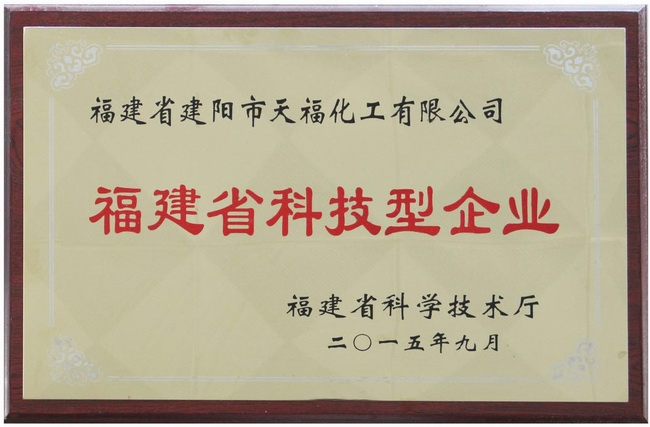 福建省建阳市天福化工有限公司
福建省科技型企业
福建省科学技术厅
二〇一五年九月